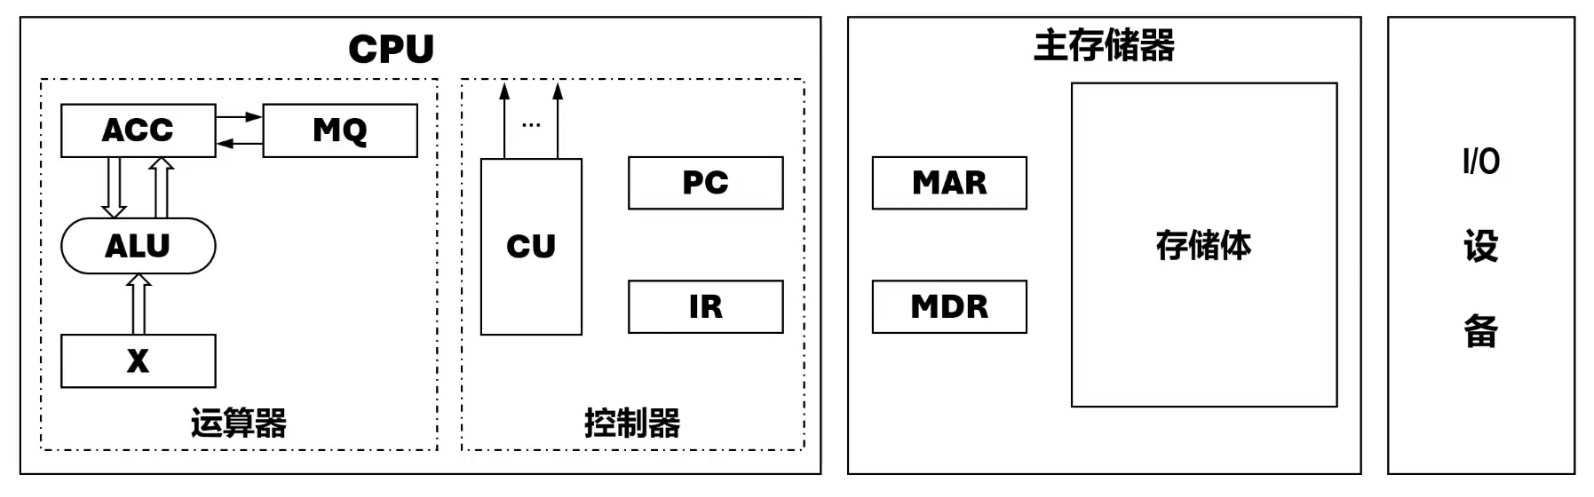 CPU
ACC
MQ
ALU
X
运算器
...
CU
PC
IR
控制器
主存储器
MAR
MDR
存储体
I/O
设
备